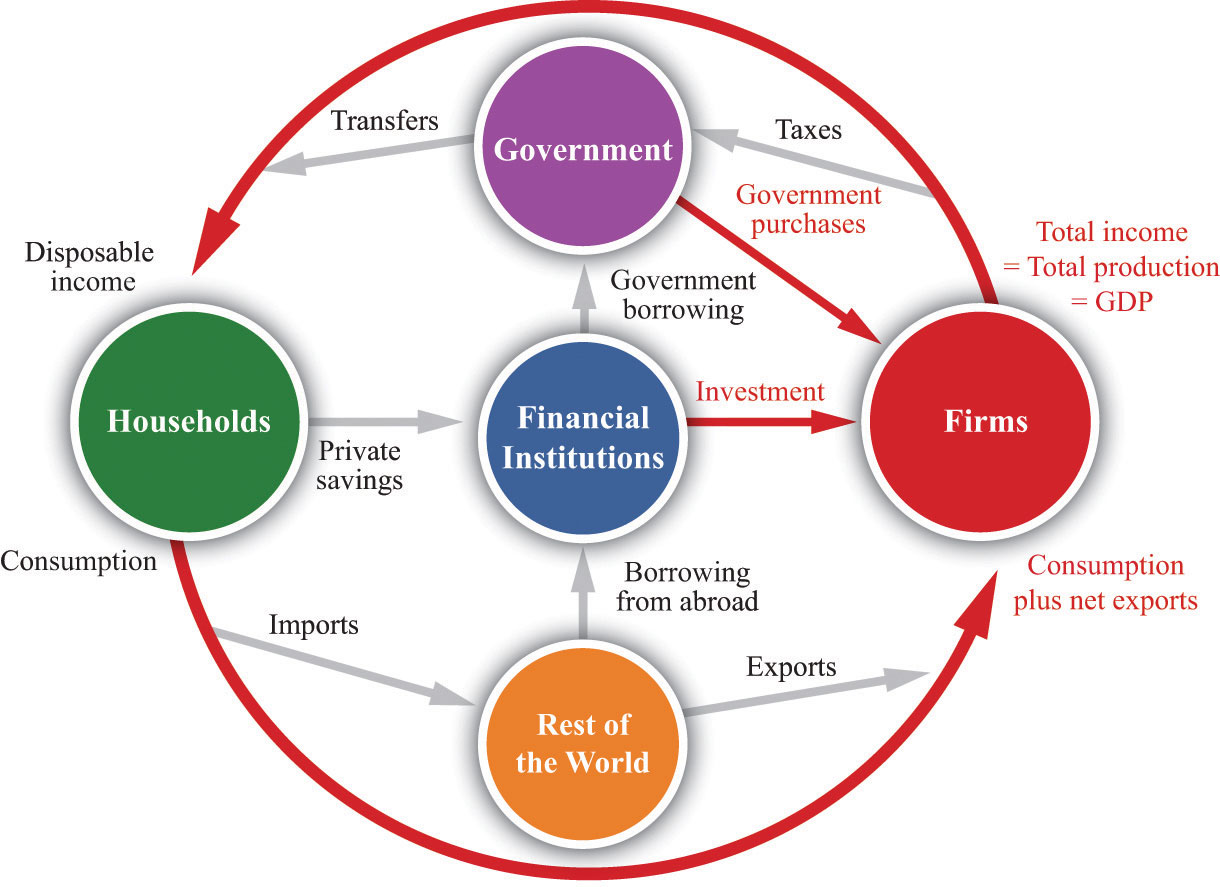 Transfers
Taxes
Government
Government
purchases
Disposable
income
Total income
= Total production
= GDP
Government
borrowing
Households
Private
savings
Financial
Institutions
Investment
Firms
Consumption
Imports
Borrowing
from abroad
Exports
Consumption
plus net exports
Rest of
the World